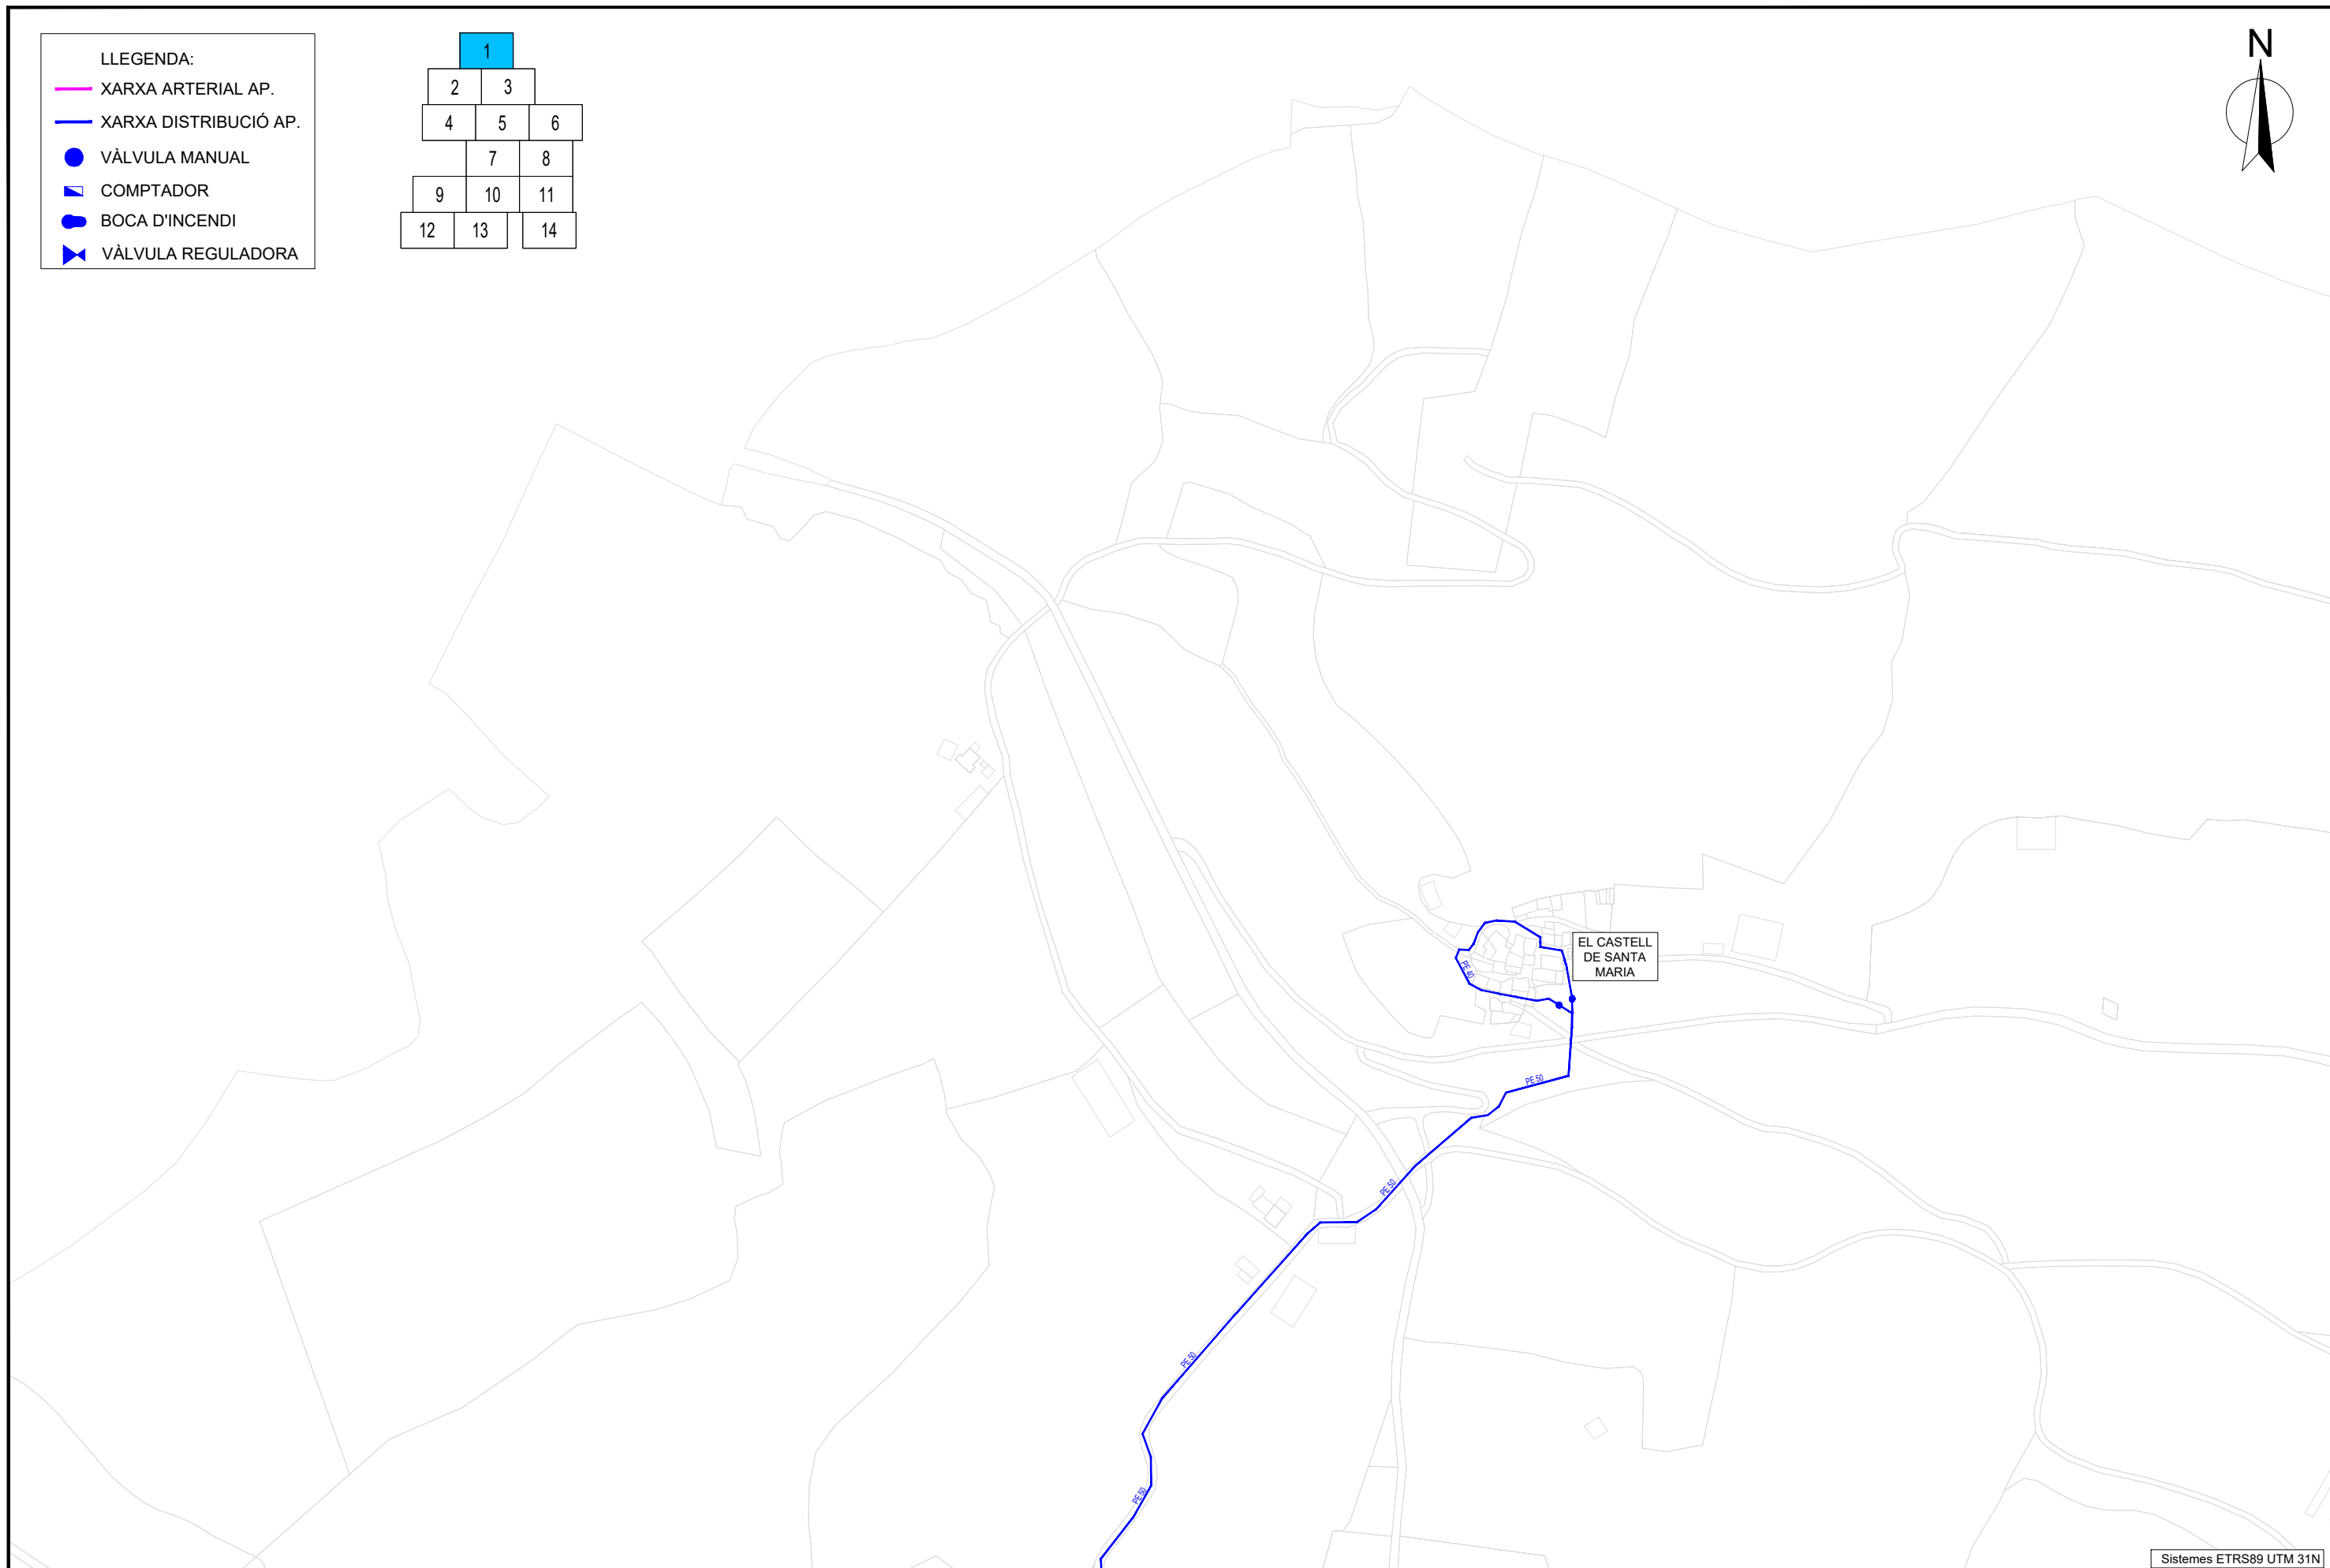 LLEGENDA:
XARXA ARTERIAL AP.
XARXA DISTRIBUCIÓ AP.
VÀLVULA MANUAL
COMPTADOR
BOCA D'INCENDI
VÀLVULA REGULADORA
1
2 3
4 5 6
7 8
9 10 11
12 13 14
N
EL CASTELL
DE SANTA
MARIA
PE 40
PE 50
PE 50
PE 50
PE 50
Sistemes ETRS89 UTM 31N